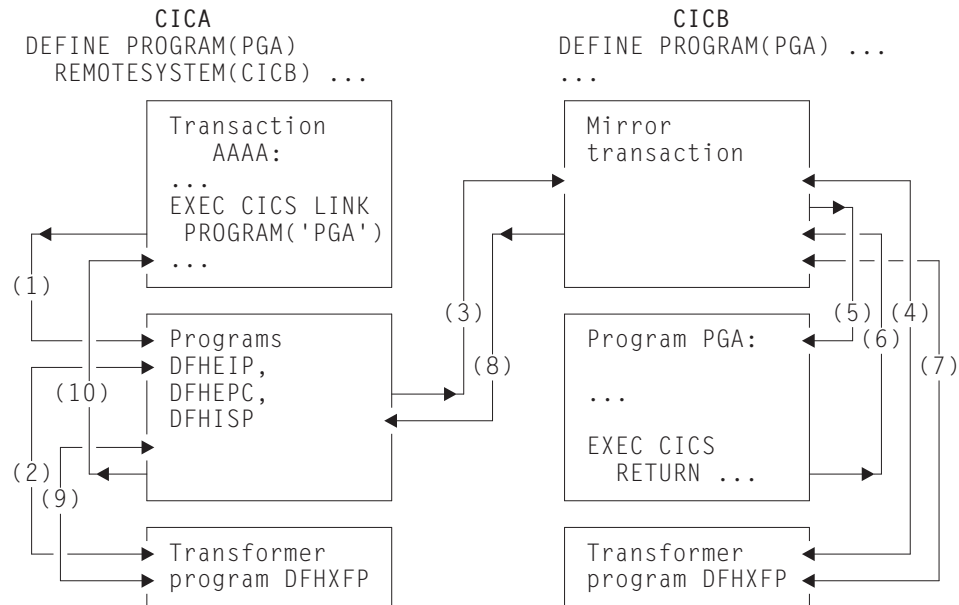 CICA
DEFINE PROGRAM(PGA)
REMOTESYSTEM(CICB) ...
CICB
DEFINE PROGRAM(PGA) ...
...
Transaction
AAAA:
...
EXEC CICS LINK
PROGRAM('PGA')
...
Mirror
transaction
(1)
(3)
(5)
(4)
(6)
(8)
(7)
(10)
Programs
DFHEIP,
DFHEPC,
DFHISP
Program PGA:
...
EXEC CICS
RETURN ...
(2)
(9)
Transformer
program DFHXFP
Transformer
program DFHXFP